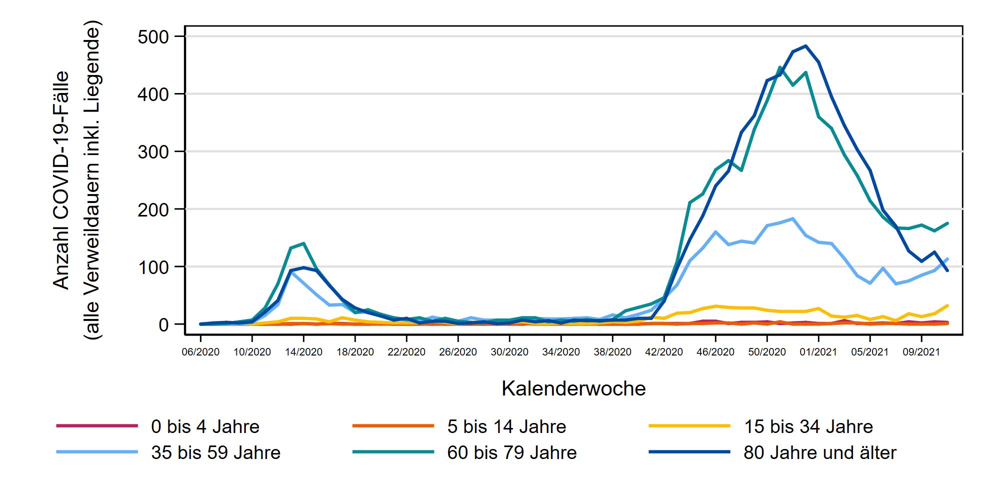 Anzahl COVID-19-Fälle
(alle Verweildauern inkl. Liegende)
500
400
300
200
100
0
06/2020 10/2020 14/2020 18/2020 22/2020 26/2020 30/2020 34/2020 38/2020 42/2020 46/2020 50/2020 01/2021 05/2021 09/2021
Kalenderwoche
0 bis 4 Jahre 5 bis 14 Jahre 15 bis 34 Jahre
35 bis 59 Jahre 60 bis 79 Jahre 80 Jahre und älter